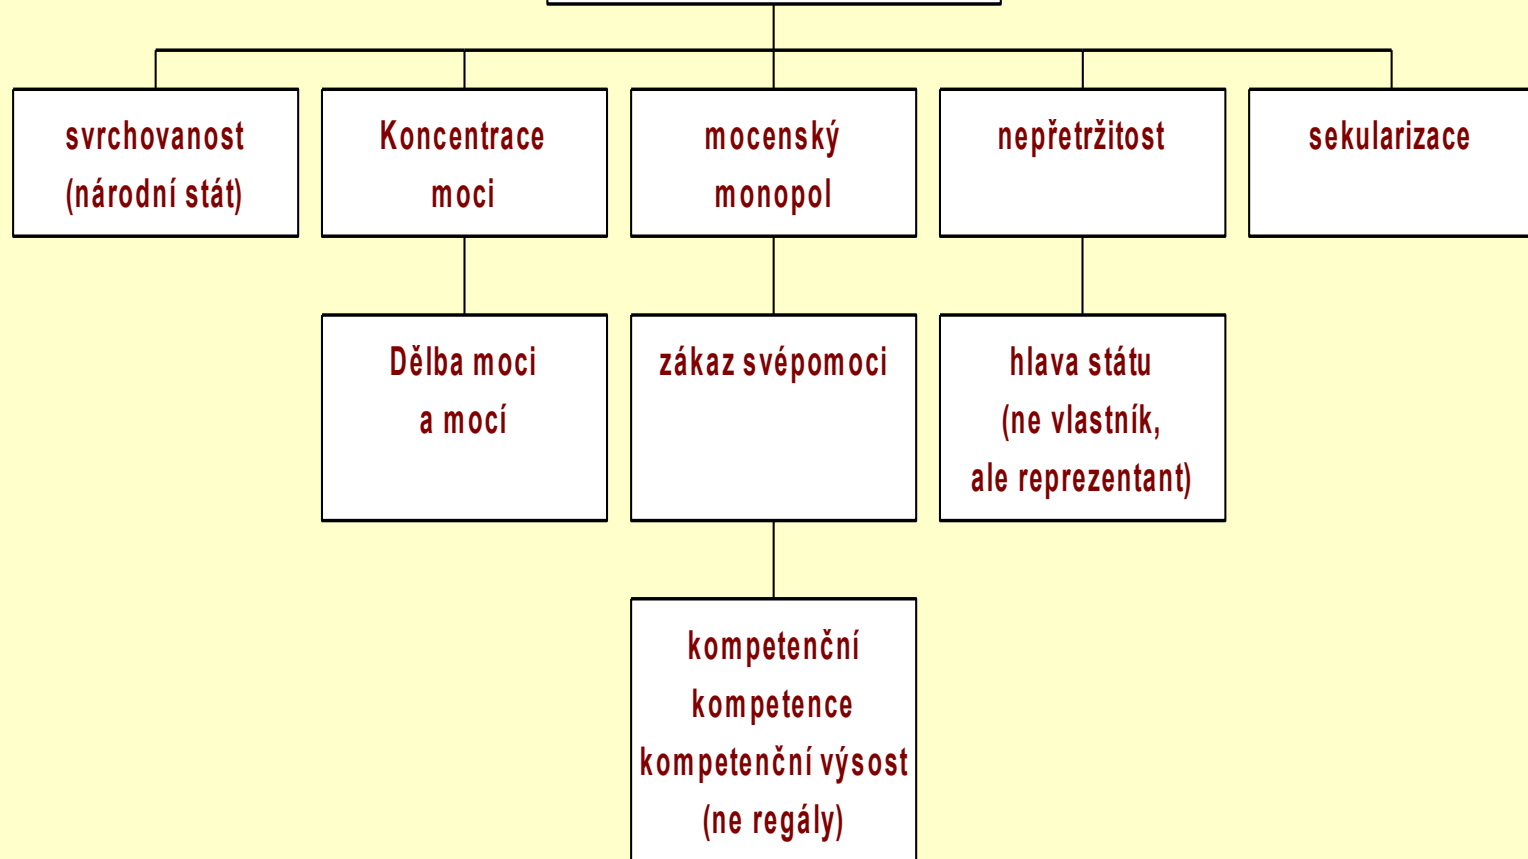 svrchovanost
(národní stát)
Koncentrace
moci
mocenský
monopol
nepřetržitost
sekularizace
Dělba moci
a mocí
zákaz svépomoci
hlava státu
(ne vlastník,
ale reprezentant)
kompetenční
kompetence
kompetenční výsost
(ne regály)